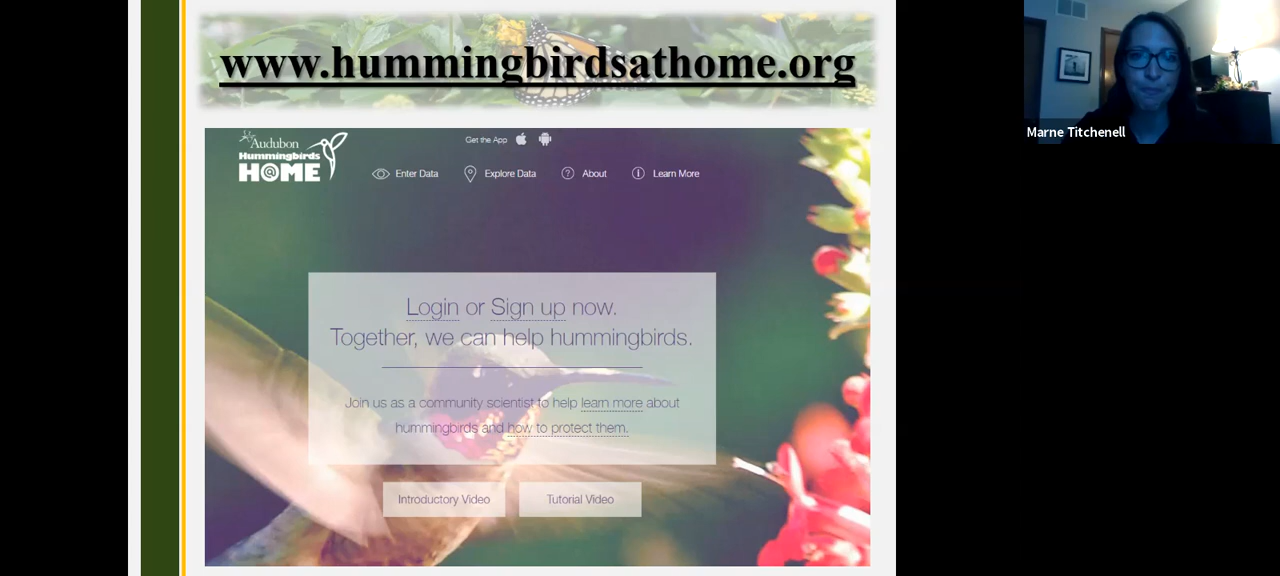 www.hummingbirdsathome.org
Audubon
Hummingbirds
@HOME
Get the App
Enter Data
Explore Data
About
Learn More
Login or Sign up now.
Together, we can help hummingbirds.
Join us as a community scientist to help learn more about
hummingbirds and how to protect them.
Introductory Video
Tutorial Video
Marne Titchenell